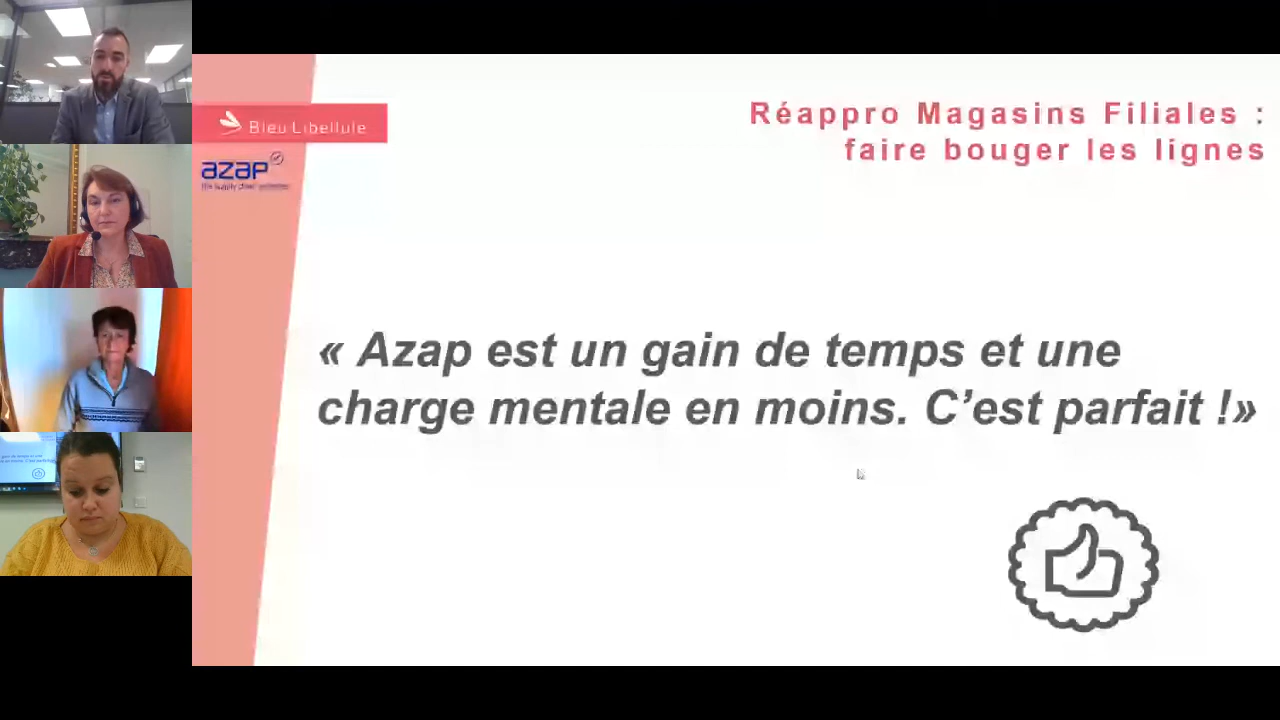 Réappro Magasins Filiales :
faire bouger les lignes
Bleu Libellule
azap
« Azap est un gain de temps et une
charge mentale en moins. C'est parfait !»